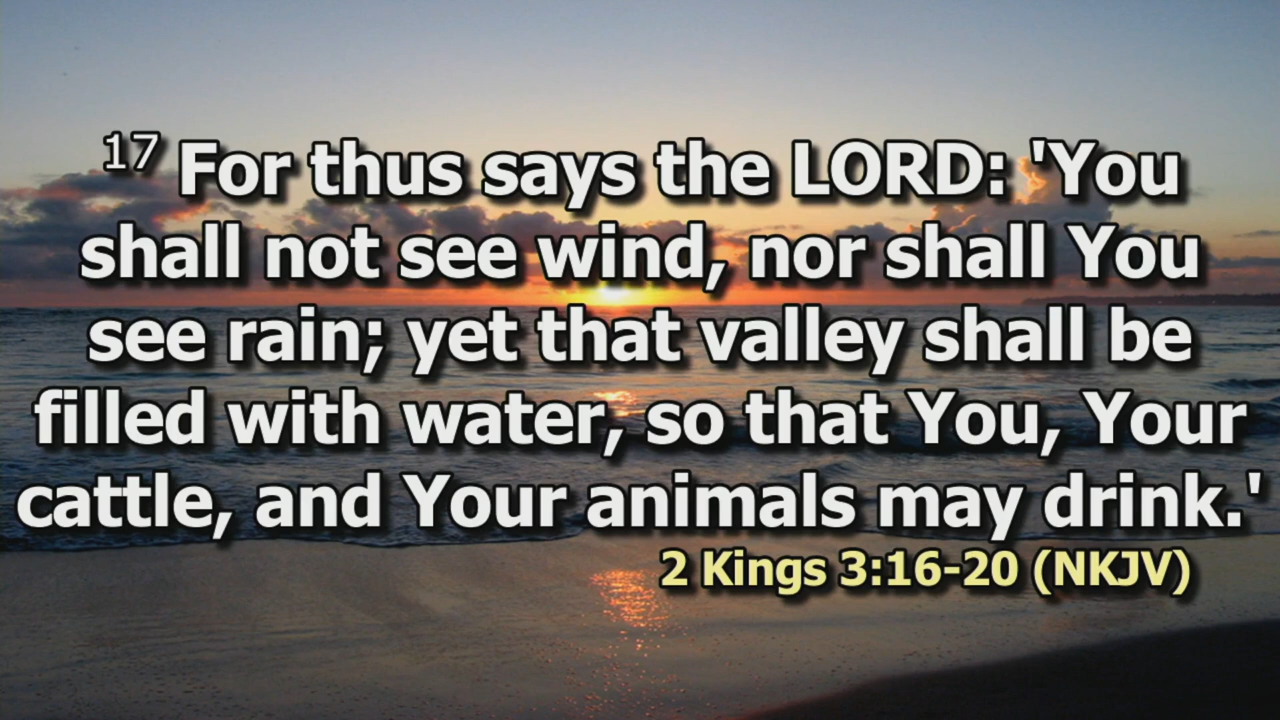 17 For thus says the LORD: 'You
shall not see wind, nor shall You
see rain; yet that valley shall be
filled with water, so that You, Your
cattle, and Your animals may drink.'
2 Kings 3:16-20 (NKJV)